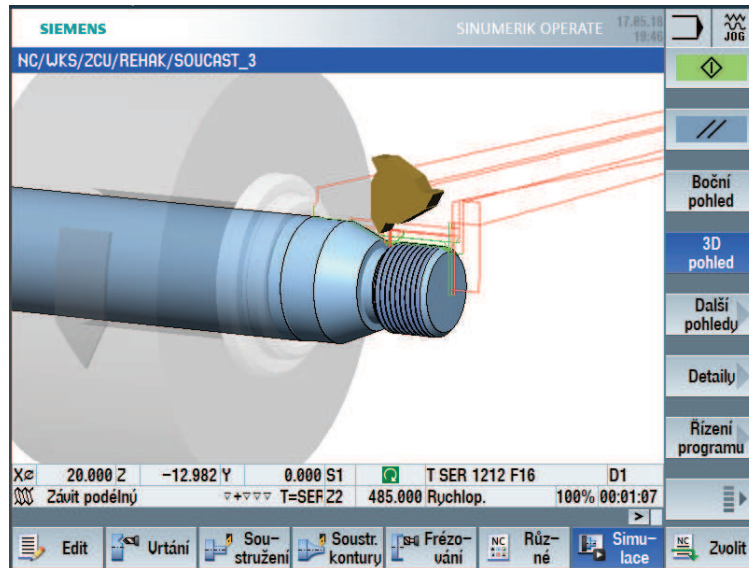 SIEMENS
SINUMERIK OPERATE
17.05.18
19:46
JOG
NC/WKS/ZCU/REHAK/SOUCAST_3
Boční
pohled
3D
pohled
Další
pohledy
Detaily
Řízení
programu
X⌀ 20.000 Z -12.982 Y 0.000 S1 T SER 1212 F16 D1
Závit podélný ▿+▿▿▿ T=SER Z2 485.000 Rychlop. 100% 00:01:07
>
Edit
Vrtání
Sou-
stružení
Soustr.
kontury
Frézo-
vání
NC
Růz-
né
Simu-
lace
NC
Zvolit